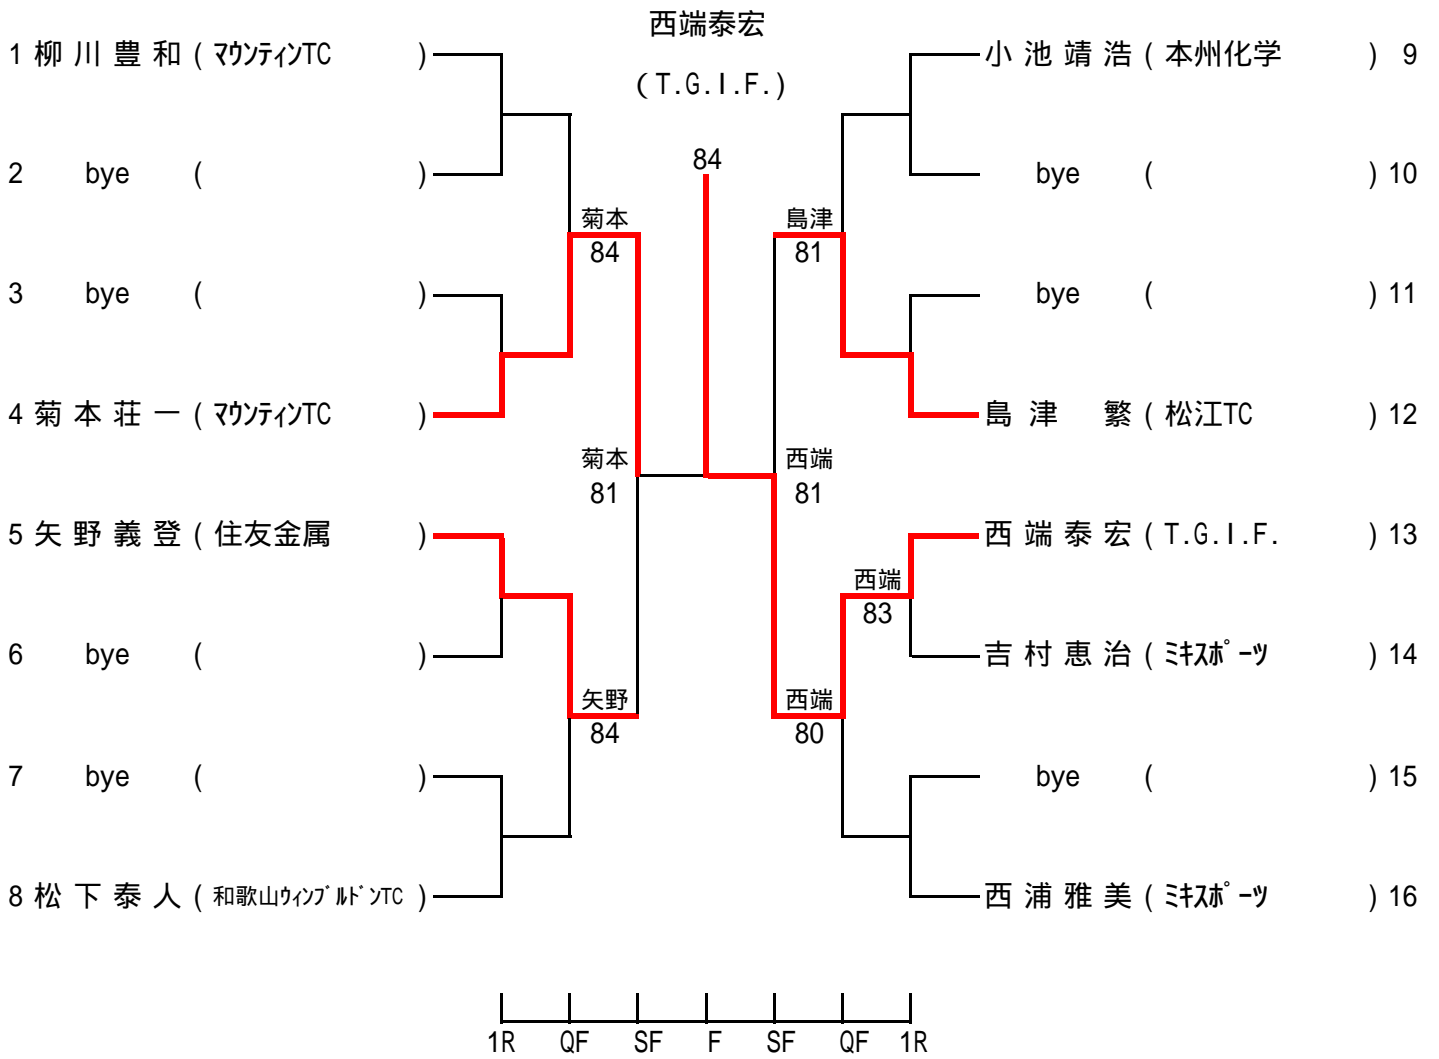 西端泰宏
(T.G.I.F.)
84
1 柳川豊和 ( マウンティンTC )
2 bye ( )
菊本
84
3 bye ( )
4 菊本荘一 ( マウンティンTC )
菊本
81
5 矢野義登 ( 住友金属 )
6 bye ( )
矢野
84
7 bye ( )
8 松下泰人 ( 和歌山ウィンブルドンTC )
小池靖浩 ( 本州化学 ) 9
bye ( ) 10
島津
81
bye ( ) 11
島津 繁 ( 松江TC ) 12
西端
81
西端泰宏 ( T.G.I.F. ) 13
西端
83
吉村恵治 ( ミキスポーツ ) 14
西端
80
bye ( ) 15
西浦雅美 ( ミキスポーツ ) 16
1R QF SF F SF QF 1R